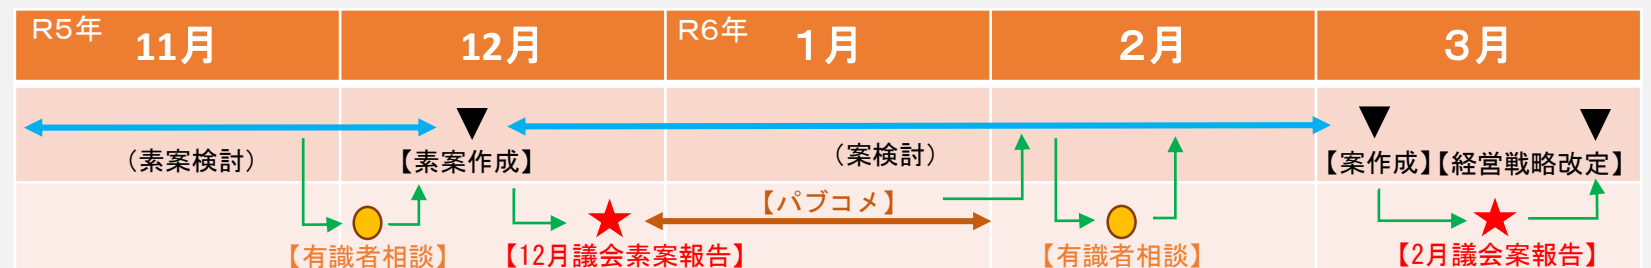 R5年 11月 12月 R6年 1月 2月 3月
(素案検討) 【素案作成】 (案検討) 【案作成】【経営戦略改定】
【パブコメ】
【有識者相談】 【12月議会素案報告】 【有識者相談】 【2月議会案報告】